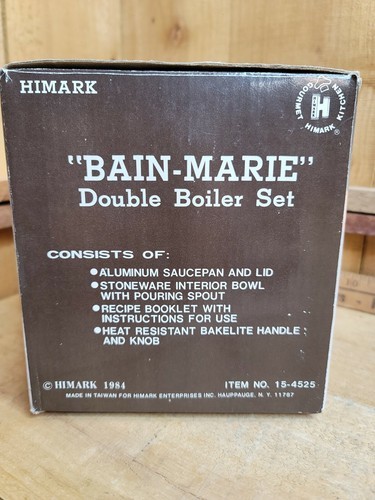 HIMARK
GOURMET KITCHEN
H
HIMARK ®
"BAIN-MARIE"
Double Boiler Set
CONSISTS OF:
●ALUMINUM SAUCEPAN AND LID
●STONEWARE INTERIOR BOWL
WITH POURING SPOUT
●RECIPE BOOKLET WITH
INSTRUCTIONS FOR USE
●HEAT RESISTANT BAKELITE HANDLE
AND KNOB
© HIMARK 1984
ITEM NO. 15-4525
MADE IN TAIWAN FOR HIMARK ENTERPRISES INC. HAUPPAUGE, N.Y. 11787